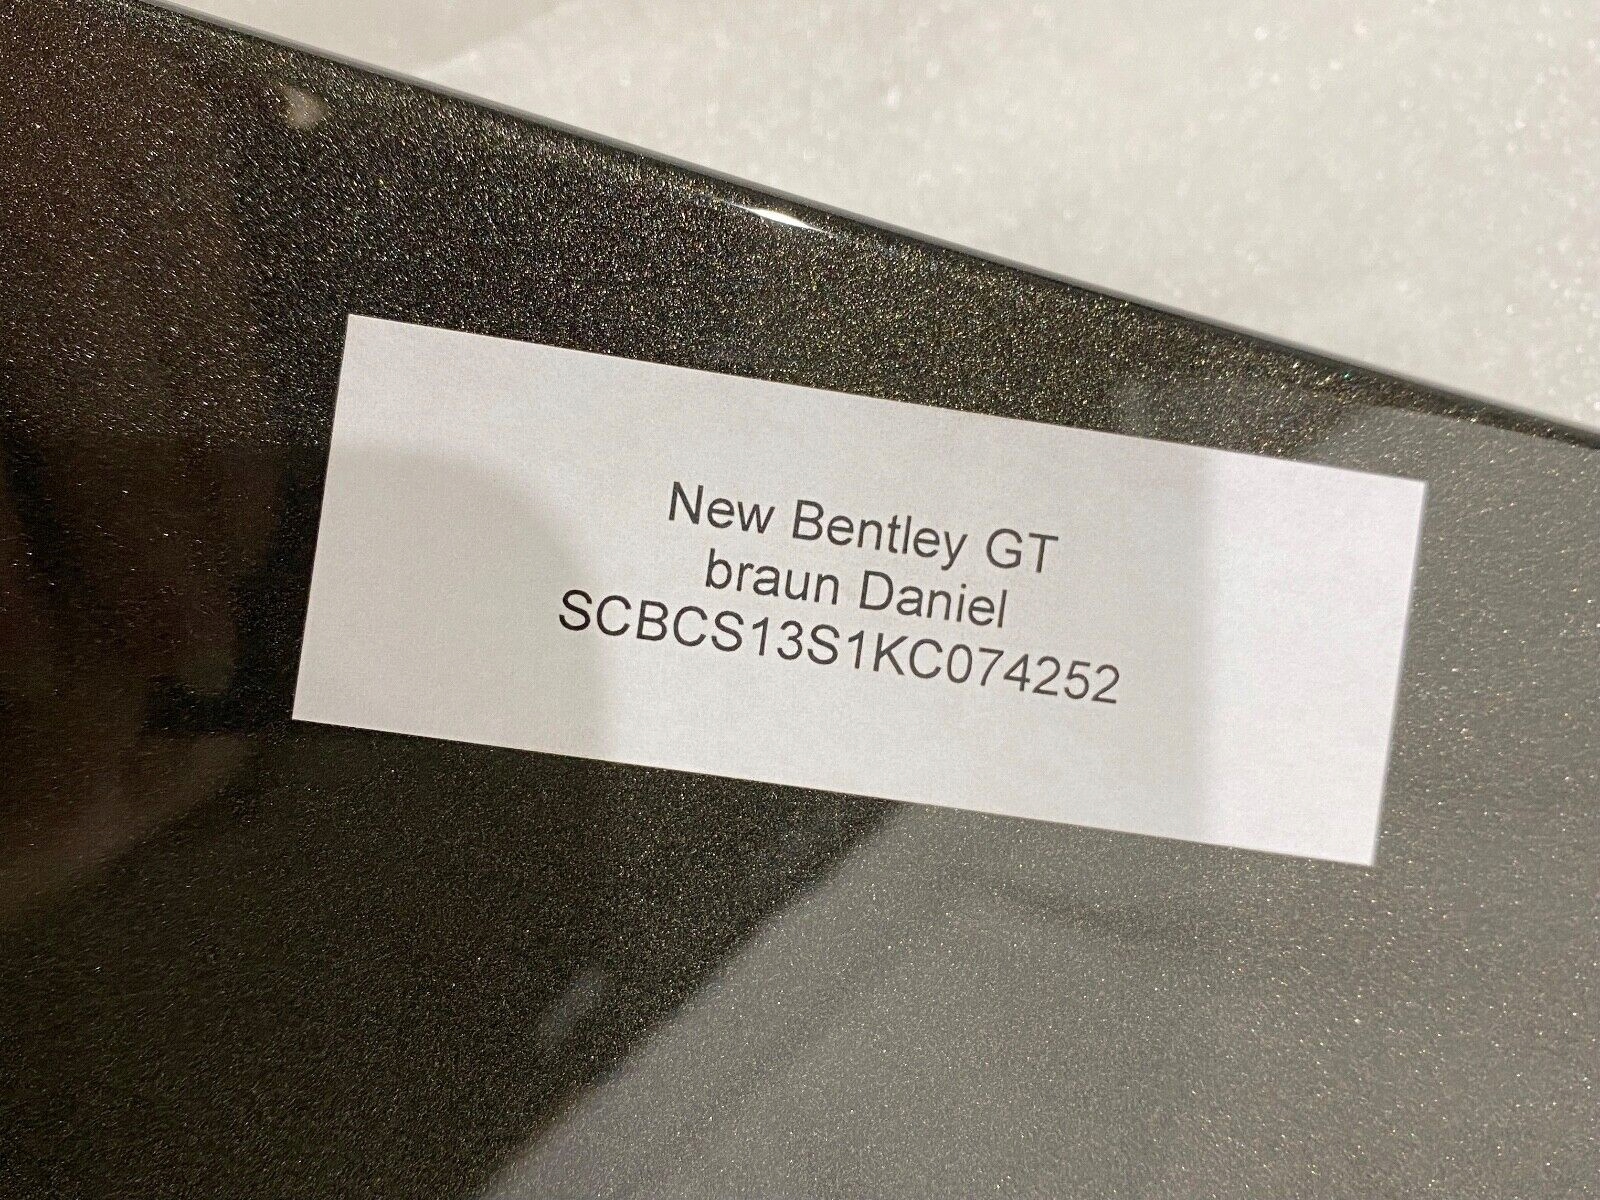 New Bentley GT
braun Daniel
SCBCS13S1KC074252